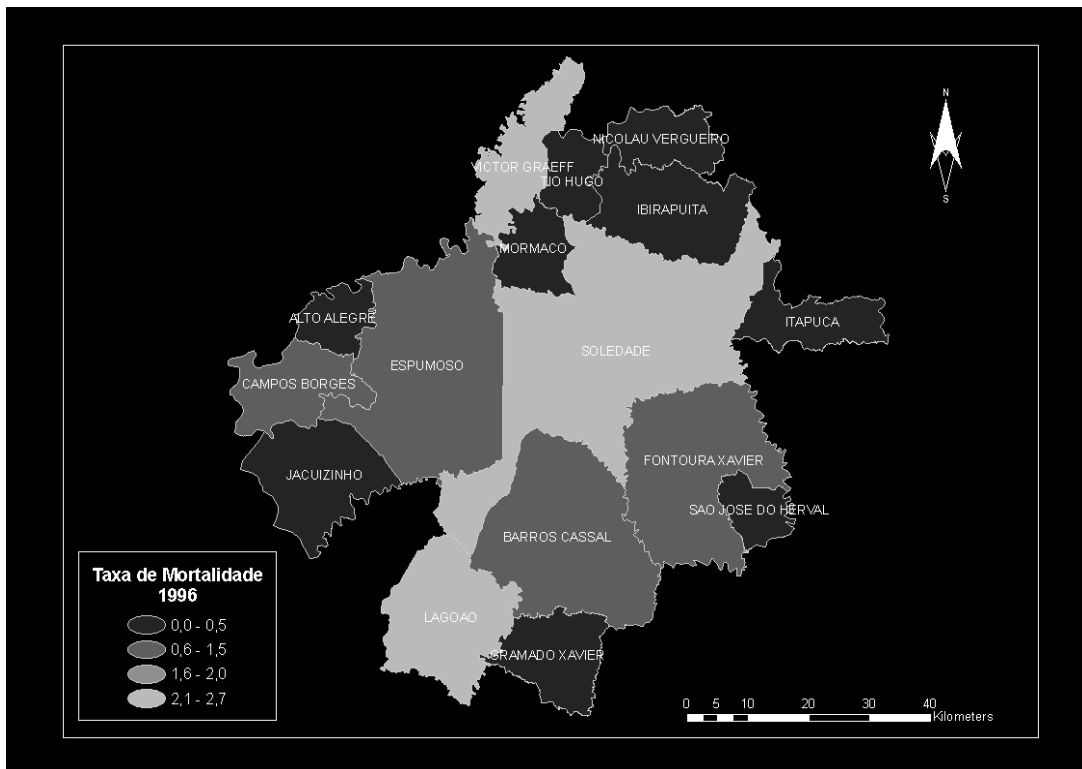 N
S
NICOLAU VERGUEIRO
VICTOR GRAEFF
TIO HUGO
IBIRAPUITA
MORMACO
ALTO ALEGRE
ITAPUCA
SOLEDADE
ESPUMOSO
CAMPOS BORGES
FONTOURA XAVIER
JACUIZINHO
SAO JOSE DO HERVAL
BARROS CASSAL
LAGOAO
GRAMADO XAVIER
Taxa de Mortalidade
1996
0,0 - 0,5
0,6 - 1,5
1,6 - 2,0
2,1 - 2,7
0 5 10 20 30 40
Kilometers